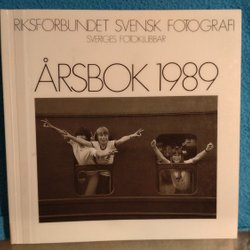 RIKSFÖRBUNDET SVENSK FOTOGRAFI
SVERIGES FOTOKLUBBAR
ÅRSBOK 1989